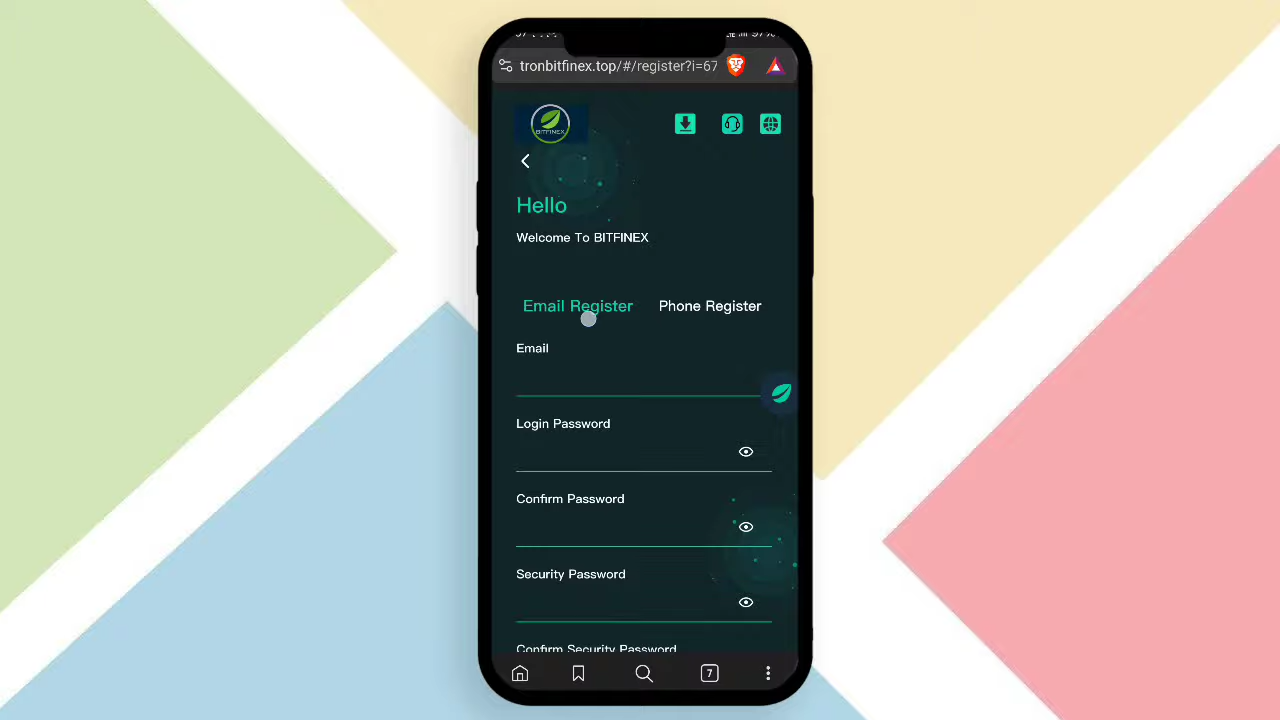 tronbitfinex.top/#/register?i=67
BITFINEX
Hello
Welcome To BITFINEX
Email Register
Phone Register
Email
Login Password
Confirm Password
Security Password
Confirm Security Password
7